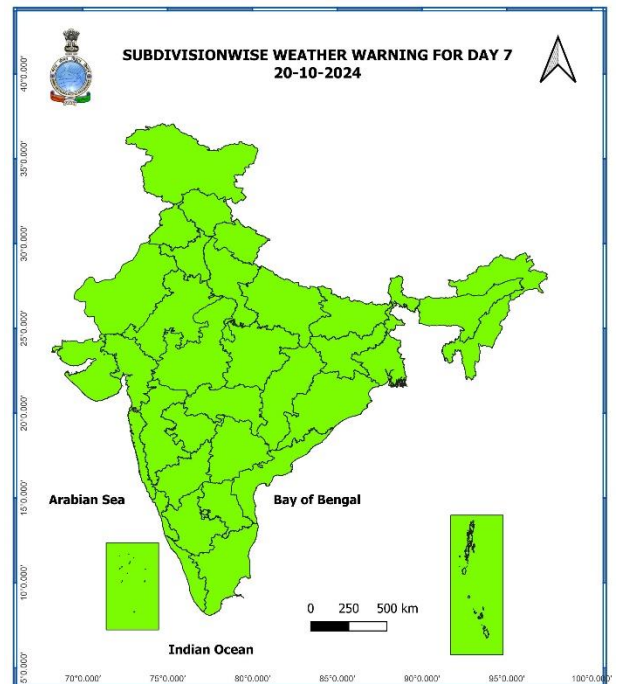 SUBDIVISIONWISE WEATHER WARNING FOR DAY 7
20-10-2024
40°0.000'
35°0.000'
30°0.000'
25°0.000'
20°0.000'
15°0.000'
10°0.000'
5°0.000'
Arabian Sea
Bay of Bengal
0 250 500 km
Indian Ocean
70°0.000' 75°0.000' 80°0.000' 85°0.000' 90°0.000' 95°0.000' 100°0.000'